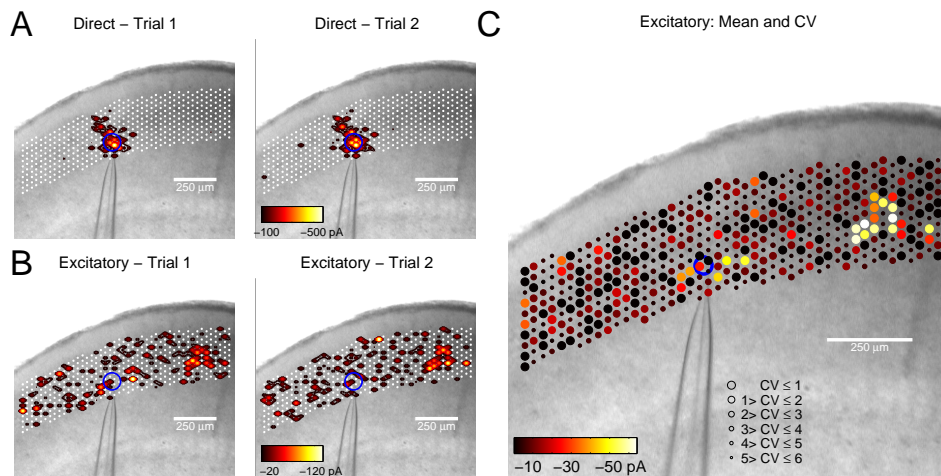 A
Direct – Trial 1
Direct – Trial 2
250 µm
250 µm
−100 −500 pA
B
Excitatory – Trial 1
Excitatory – Trial 2
250 µm
250 µm
−20 −120 pA
C
Excitatory: Mean and CV
250 µm
−10 −30 −50 pA
CV ≤ 1
1> CV ≤ 2
2> CV ≤ 3
3> CV ≤ 4
4> CV ≤ 5
5> CV ≤ 6